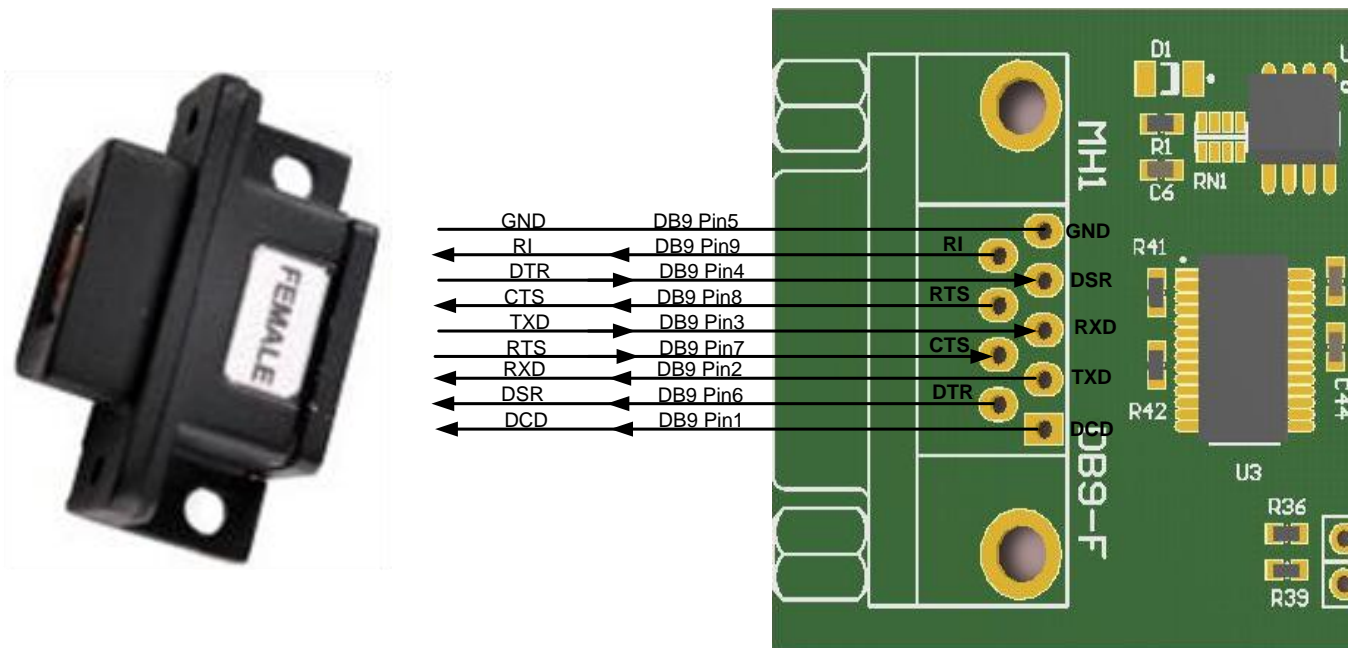 FEMALE
GND DB9 Pin5 GND
RI DB9 Pin9 RI
DTR DB9 Pin4 DSR
CTS DB9 Pin8 RTS
TXD DB9 Pin3 RXD
RTS DB9 Pin7 CTS
RXD DB9 Pin2 TXD
DSR DB9 Pin6 DTR
DCD DB9 Pin1 DCD
MH1
DB9-F
D1
R1
C6
RN1
R41
R42
U3
C44
R36
R39